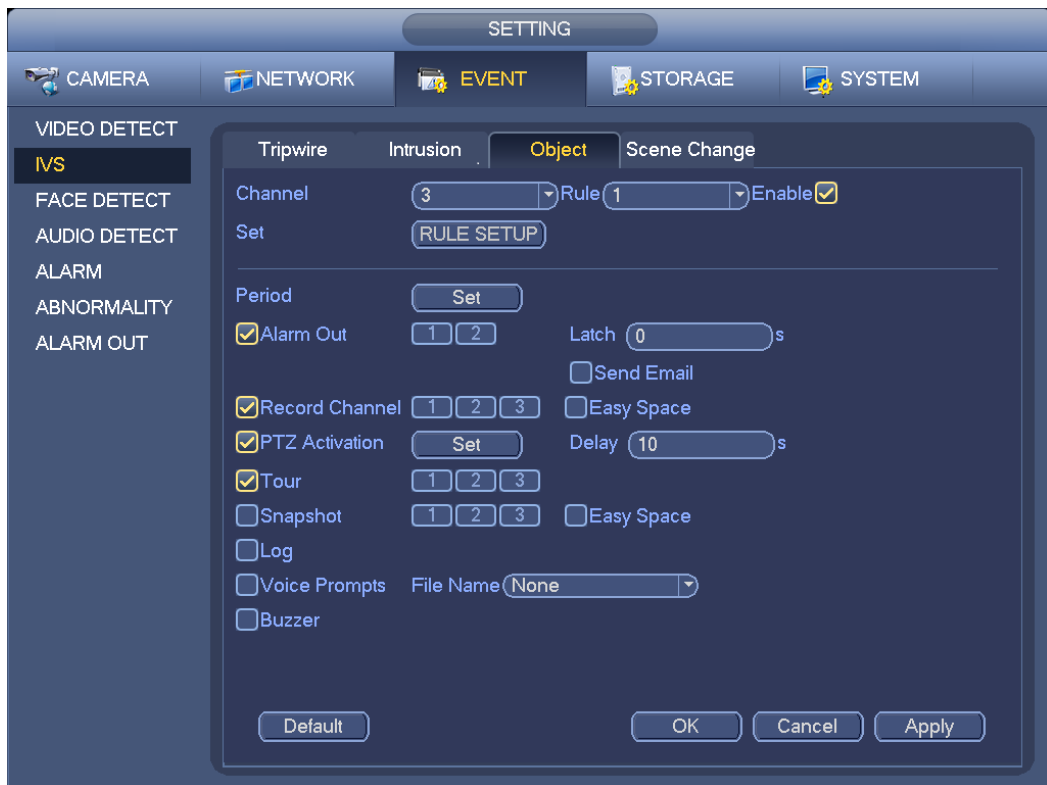 SETTING
CAMERA NETWORK EVENT STORAGE SYSTEM
VIDEO DETECT
IVS
FACE DETECT
AUDIO DETECT
ALARM
ABNORMALITY
ALARM OUT
Tripwire Intrusion Object Scene Change
Channel 3 Rule 1 Enable
Set RULE SETUP
Period Set
Alarm Out 1 2 Latch 0 s
Send Email
Record Channel 1 2 3 Easy Space
PTZ Activation Set Delay 10 s
Tour 1 2 3
Snapshot 1 2 3 Easy Space
Log
Voice Prompts File Name None
Buzzer
Default OK Cancel Apply